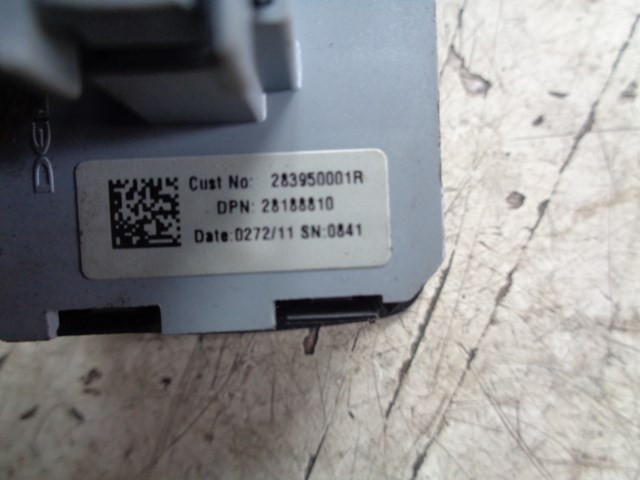 Cust No: 283950001R
DPN: 28188810
Date:0272/11 SN:0841